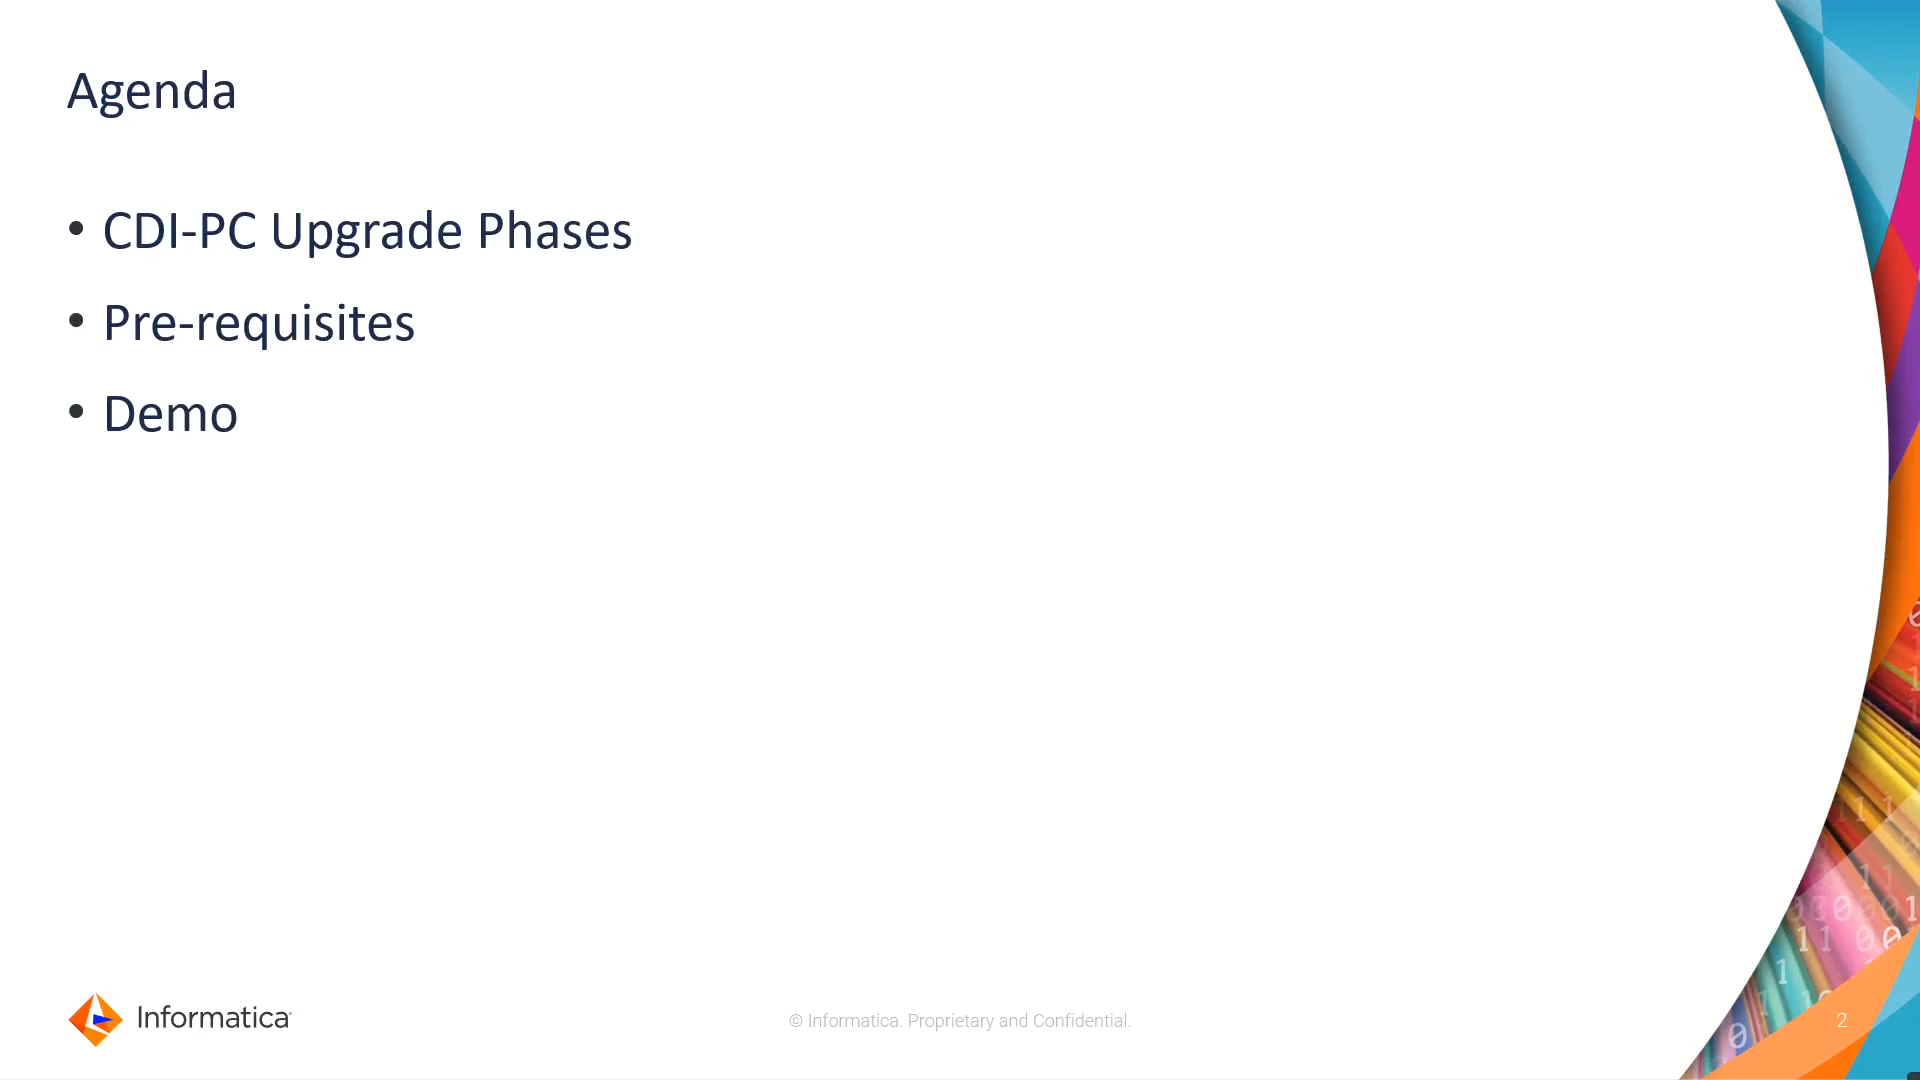 Agenda
• CDI-PC Upgrade Phases
• Pre-requisites
• Demo
Informatica
© Informatica. Proprietary and Confidential.
2